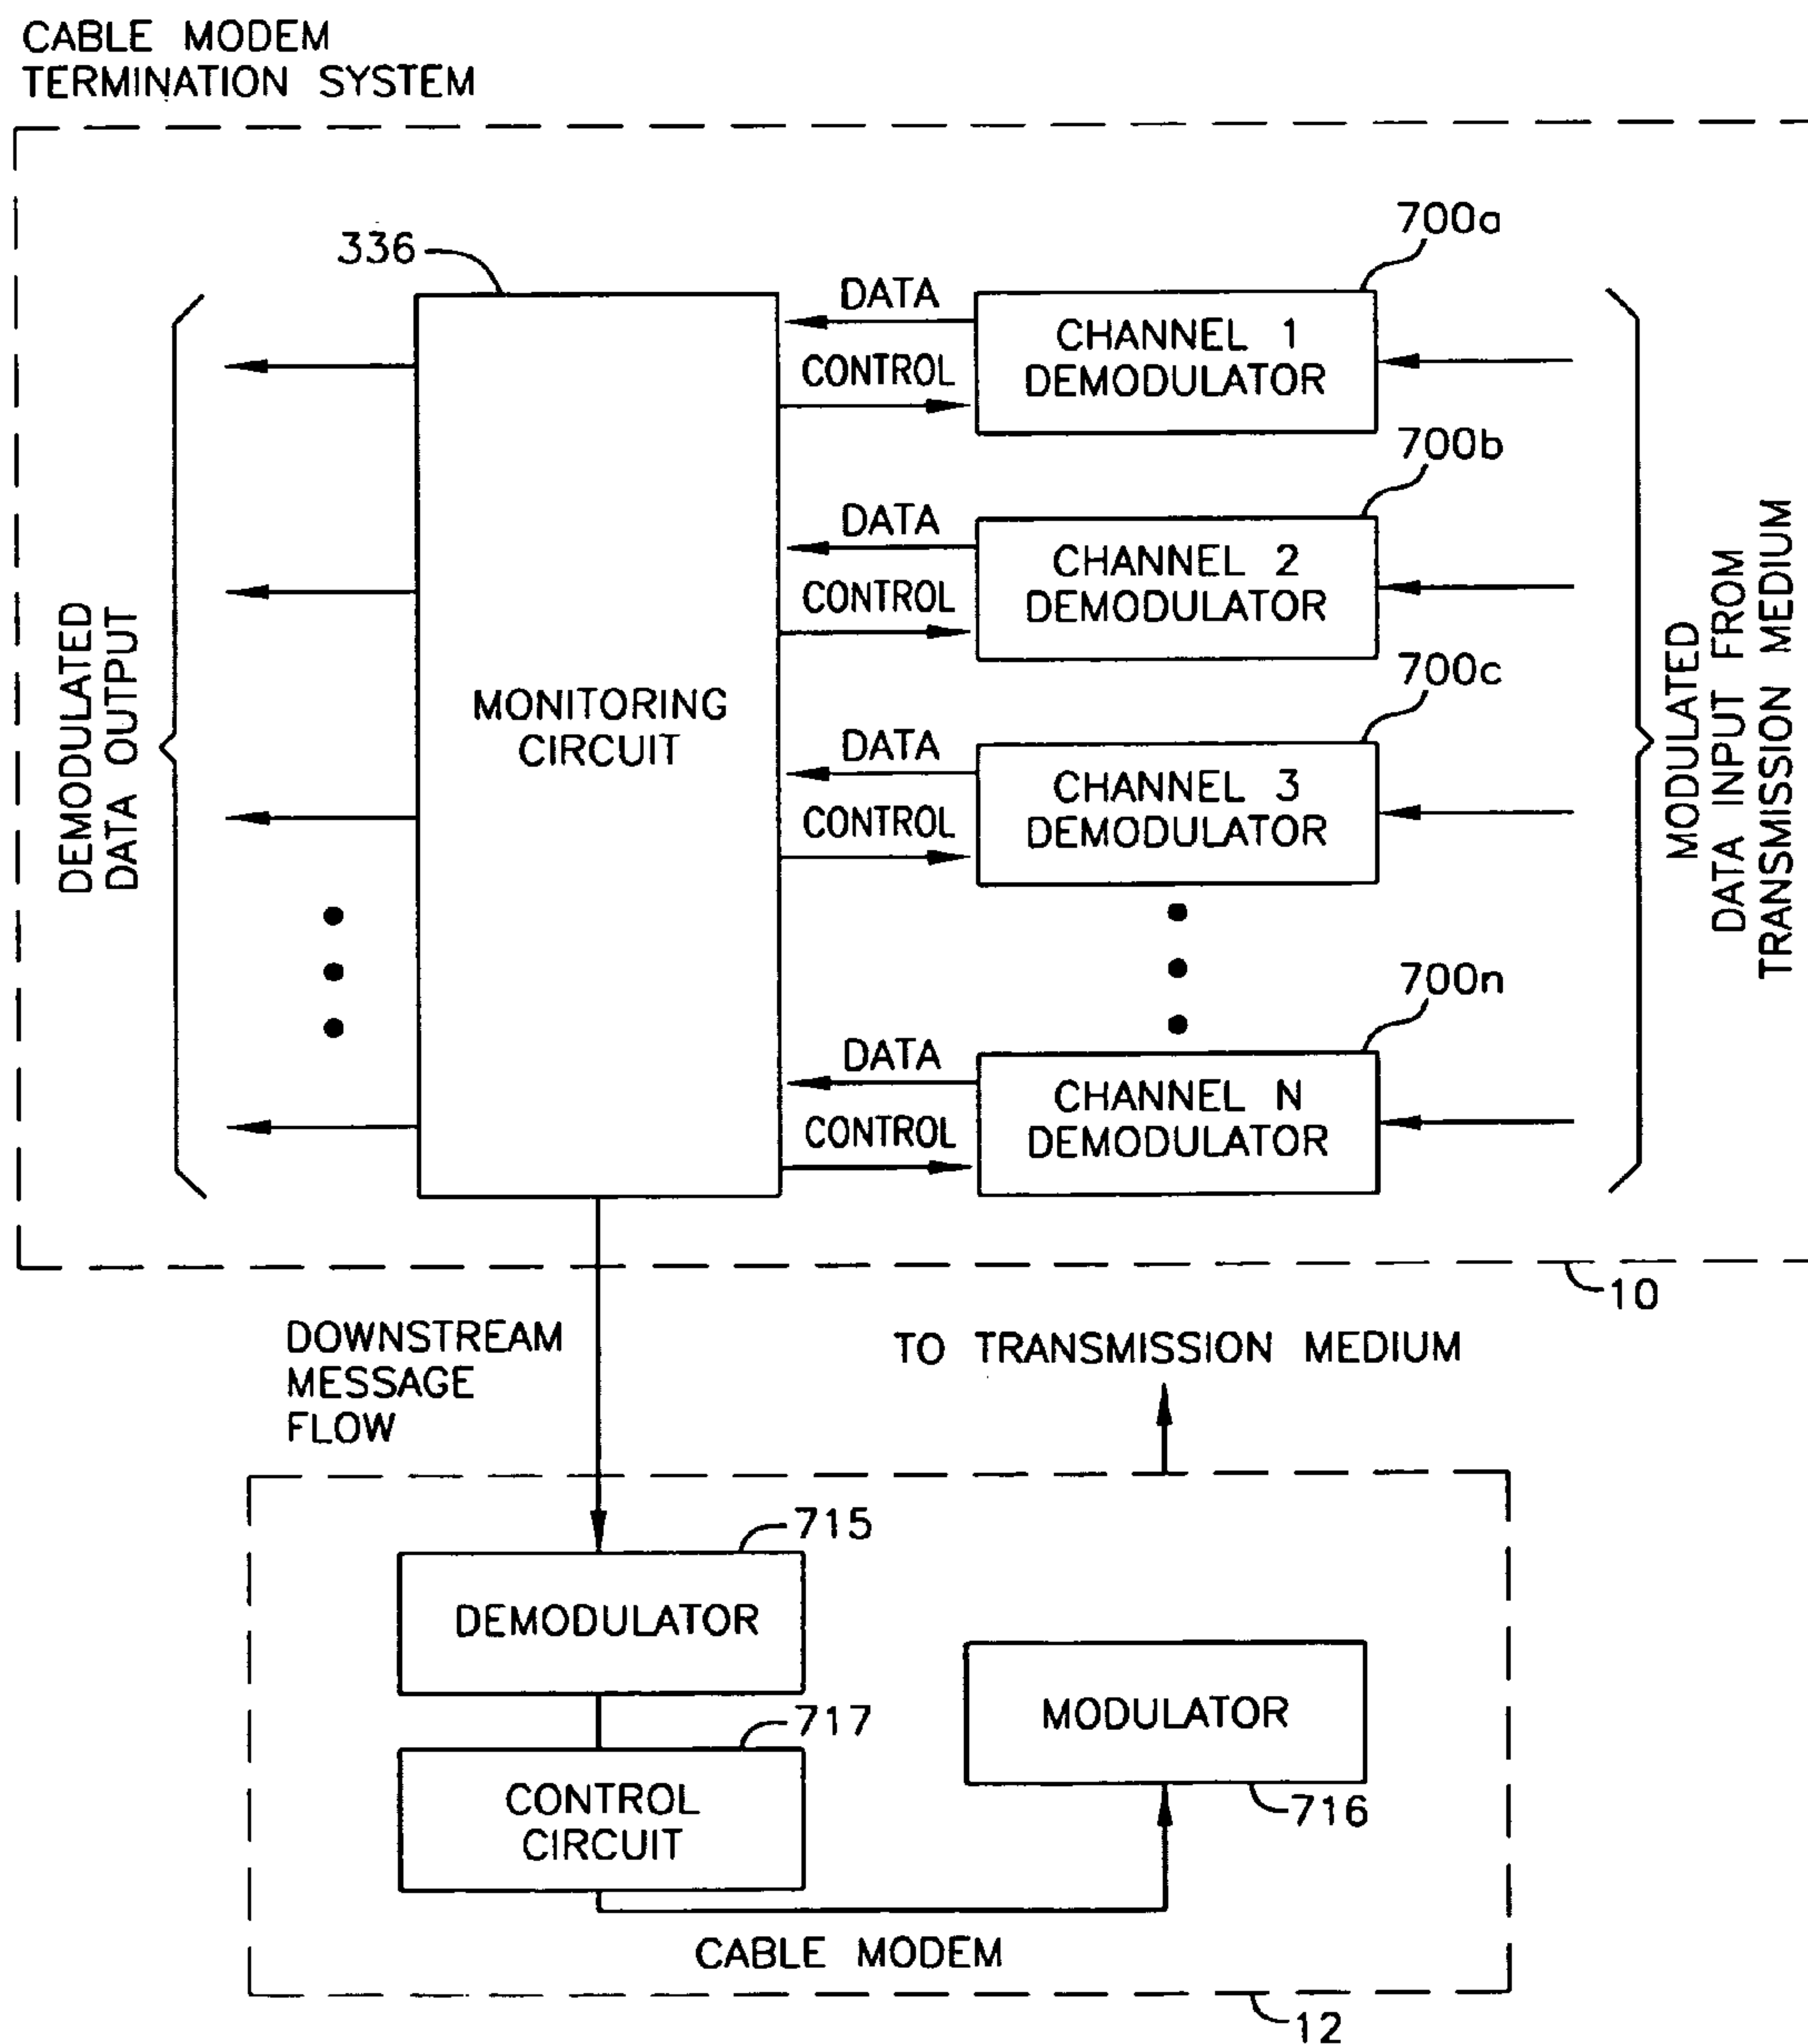 CABLE MODEM
TERMINATION SYSTEM
336
700a
DATA
CONTROL
CHANNEL 1
DEMODULATOR
700b
DATA
CONTROL
CHANNEL 2
DEMODULATOR
DEMODULATED
DATA OUTPUT
MONITORING
CIRCUIT
700c
DATA
CONTROL
CHANNEL 3
DEMODULATOR
MODULATED
DATA INPUT FROM
TRANSMISSION MEDIUM
700n
DATA
CONTROL
CHANNEL N
DEMODULATOR
10
DOWNSTREAM
MESSAGE
FLOW
TO TRANSMISSION MEDIUM
715
DEMODULATOR
717
CONTROL
CIRCUIT
MODULATOR
716
CABLE MODEM
12